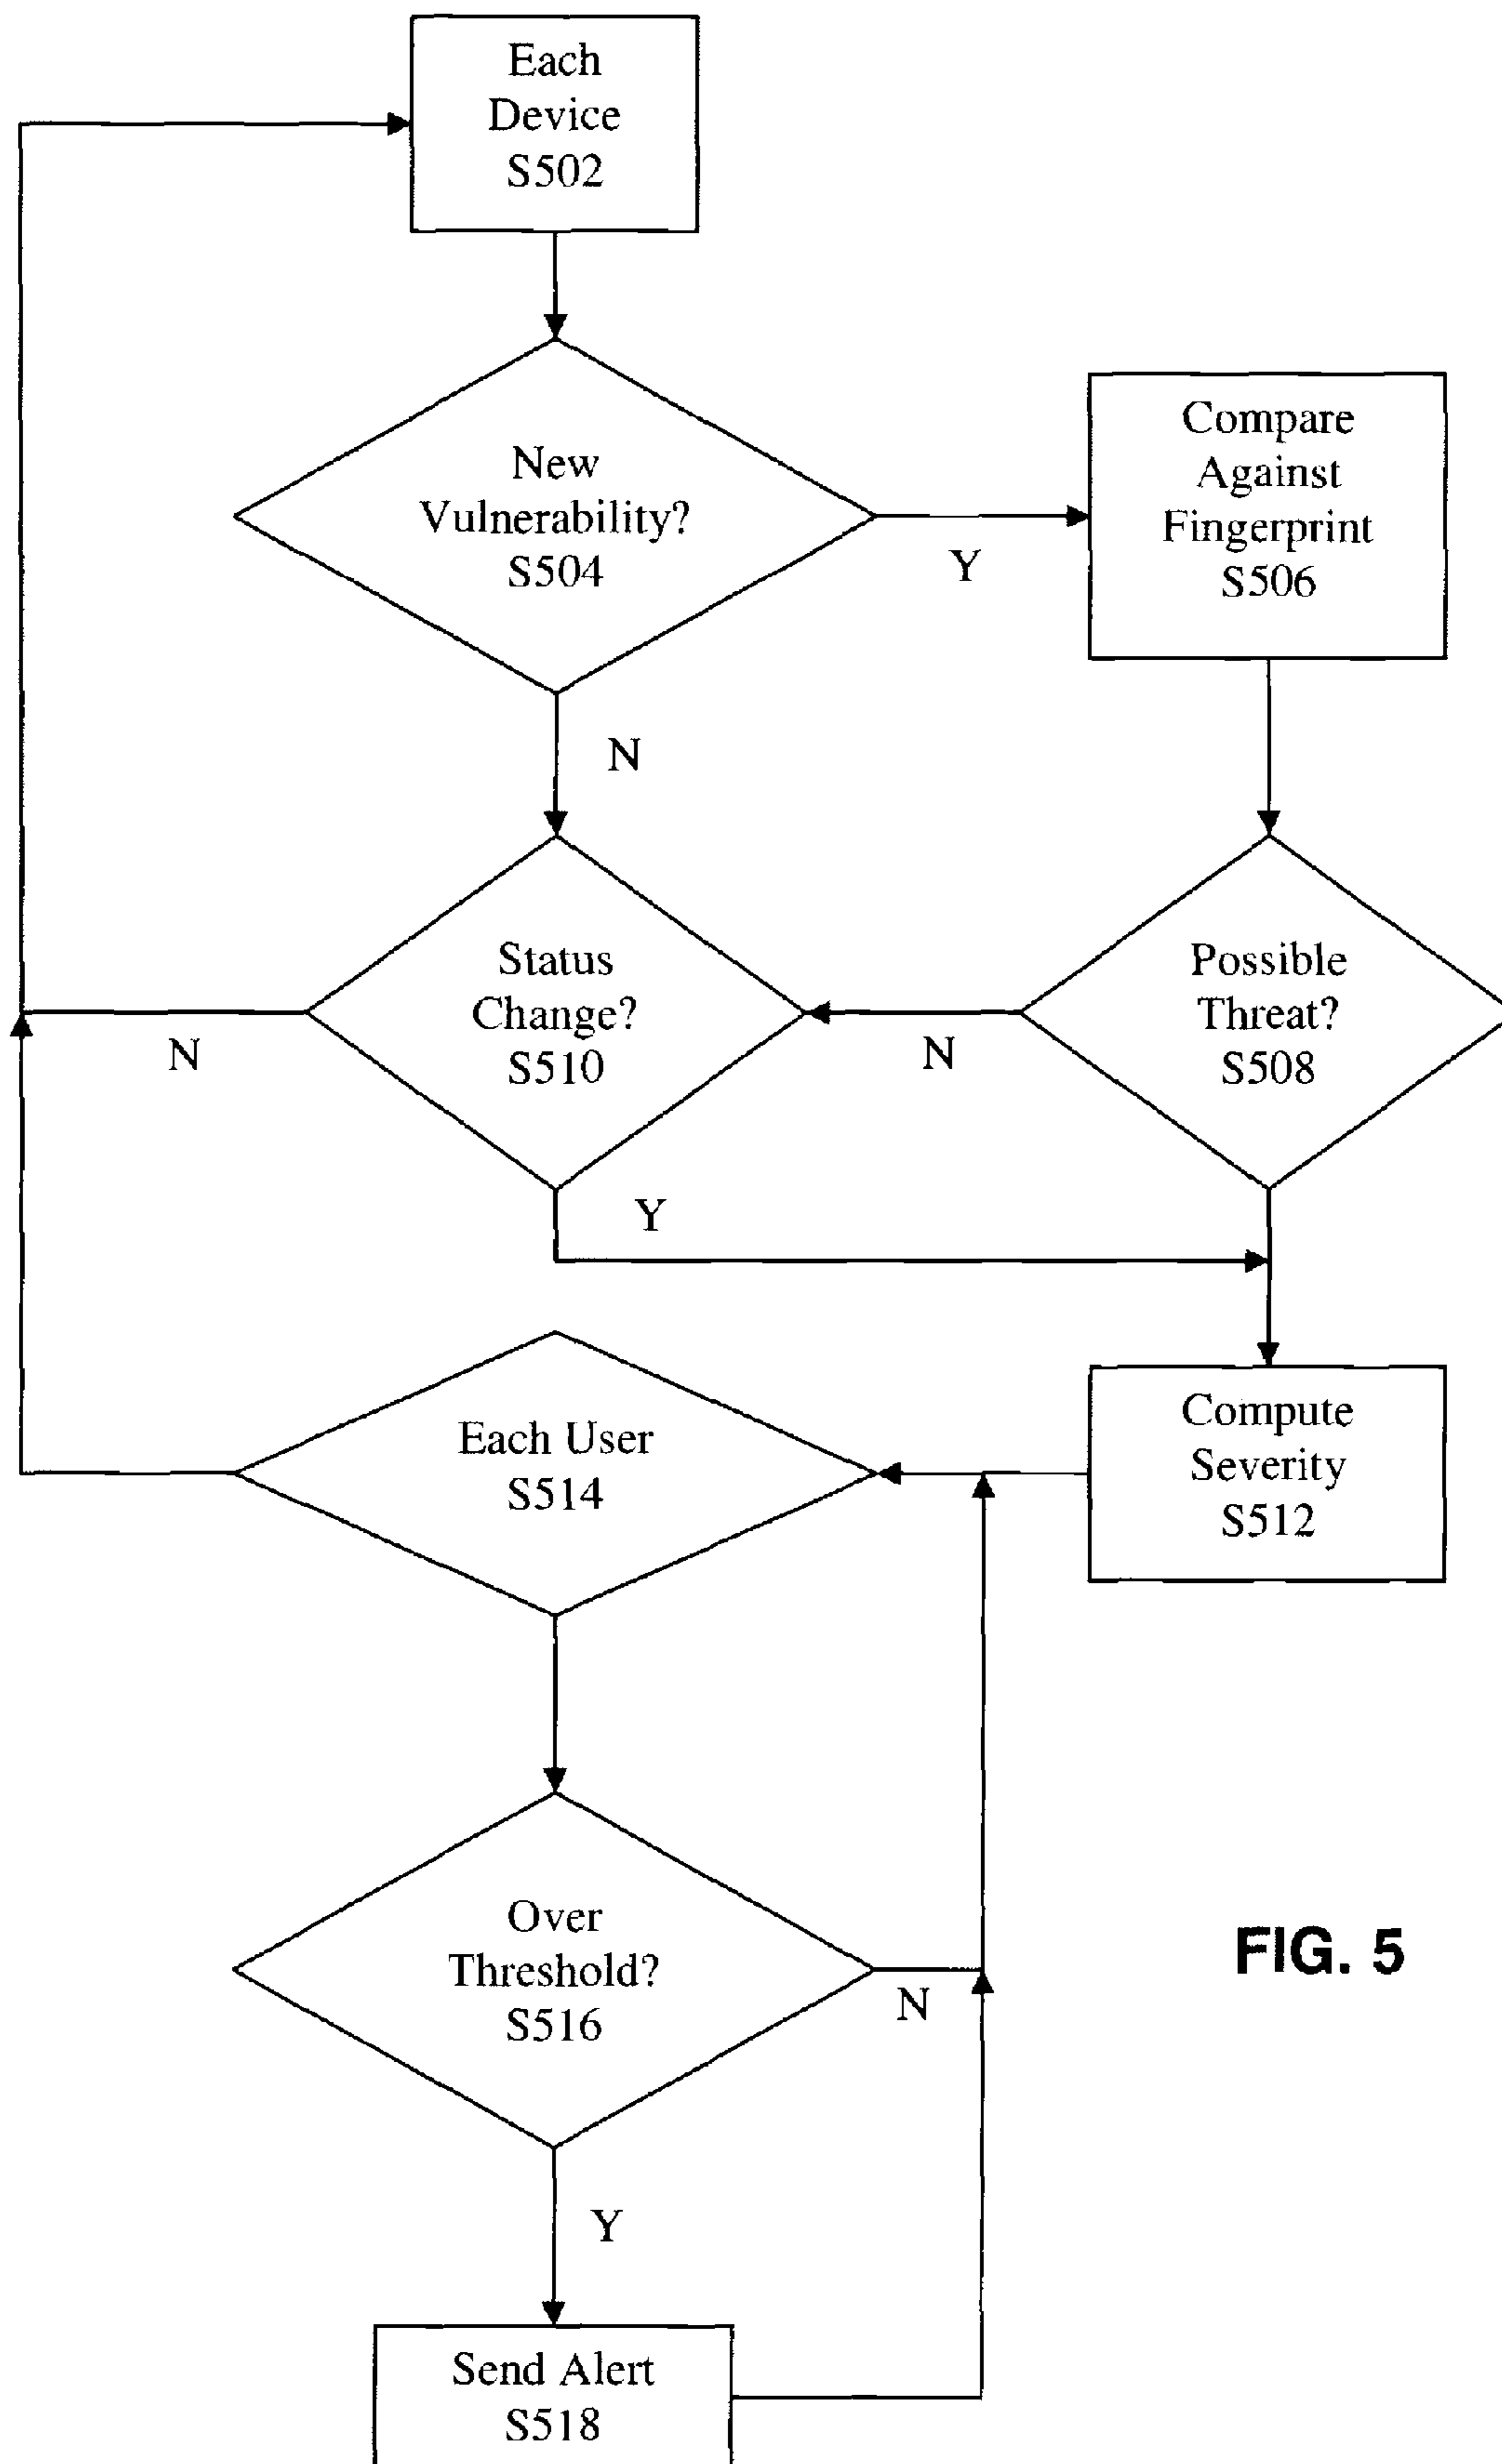 Each
Device
S502
New
Vulnerability?
S504
Y
Compare
Against
Fingerprint
S506
N
Status
Change?
S510
N
Possible
Threat?
S508
N
Y
Each User
S514
Compute
Severity
S512
Over
Threshold?
S516
N
FIG. 5
Y
Send Alert
S518